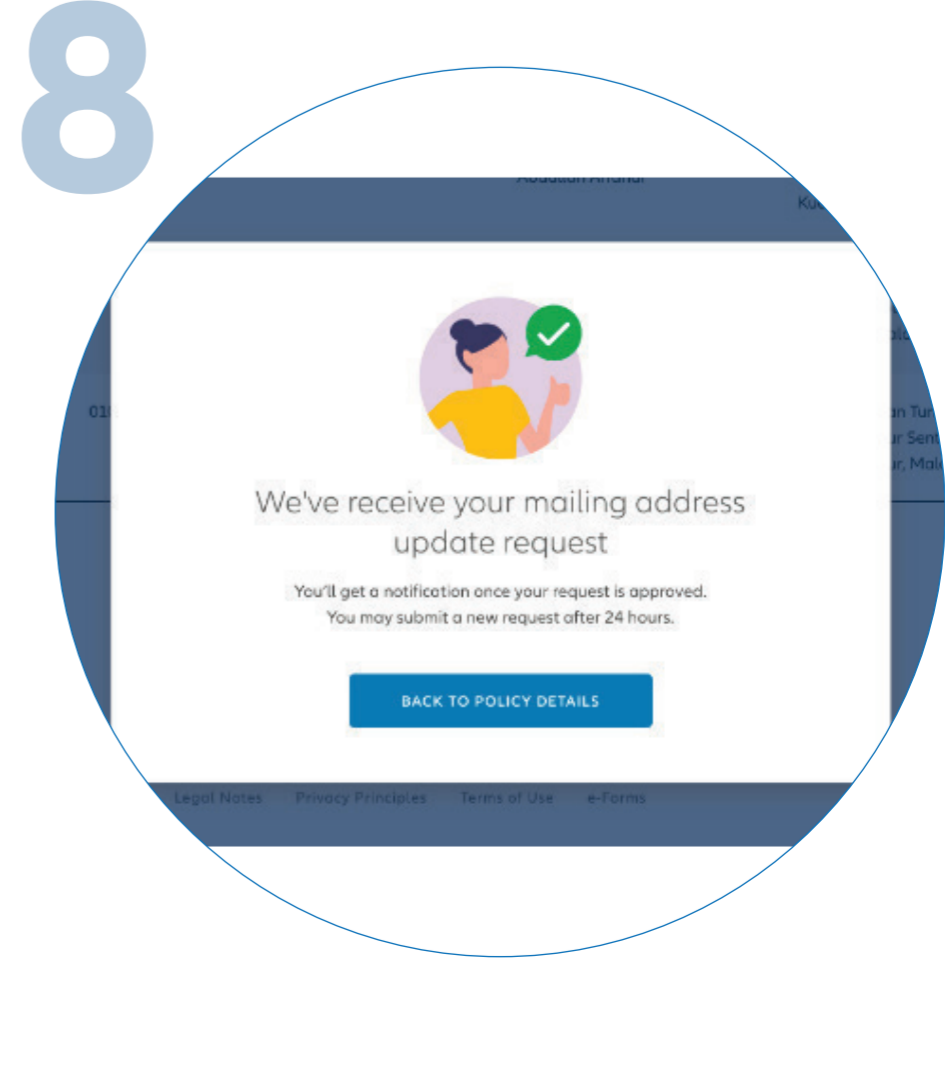 8
We've receive your mailing address
update request
You'll get a notification once your request is approved.
You may submit a new request after 24 hours.
BACK TO POLICY DETAILS
Legal Notes Privacy Principles Terms of Use e-Forms